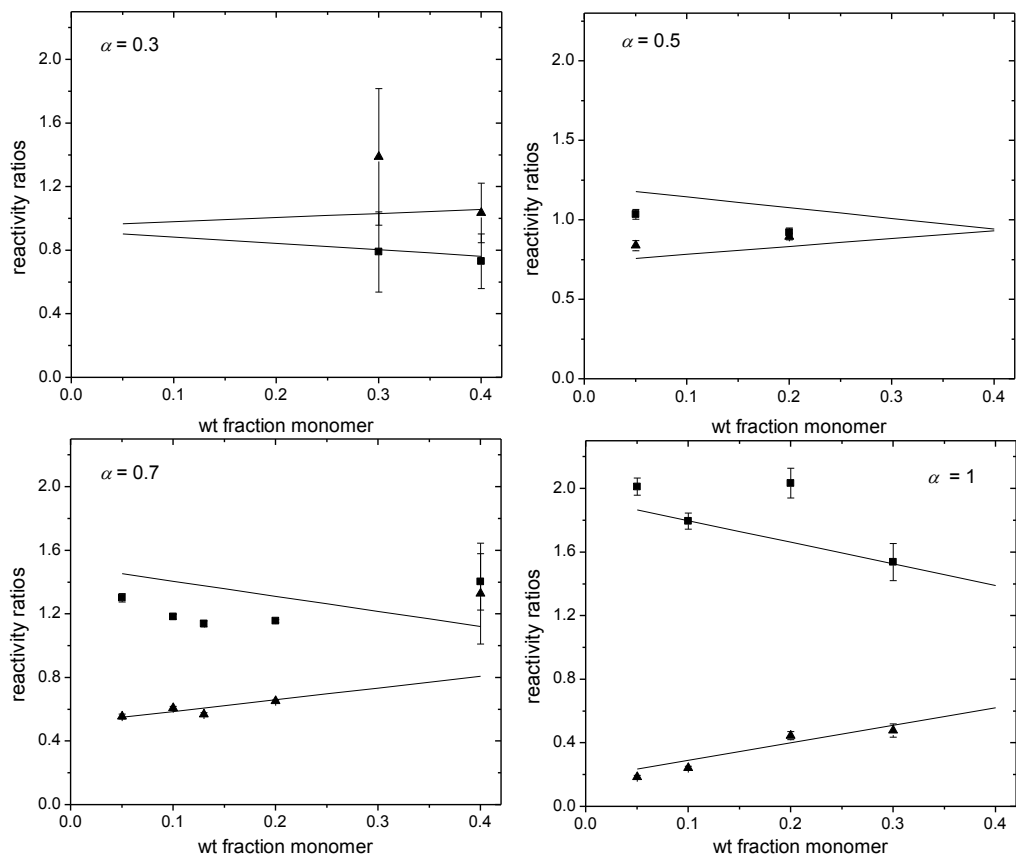 α = 0.3
reactivity ratios
2.0
1.6
1.2
0.8
0.4
0.0
0.0 0.1 0.2 0.3 0.4
wt fraction monomer
α = 0.5
reactivity ratios
2.0
1.5
1.0
0.5
0.0
0.0 0.1 0.2 0.3 0.4
wt fraction monomer
α = 0.7
reactivity ratios
2.0
1.6
1.2
0.8
0.4
0.0
0.0 0.1 0.2 0.3 0.4
wt fraction monomer
α = 1
reactivity ratios
2.0
1.6
1.2
0.8
0.4
0.0
0.0 0.1 0.2 0.3 0.4
wt fraction monomer